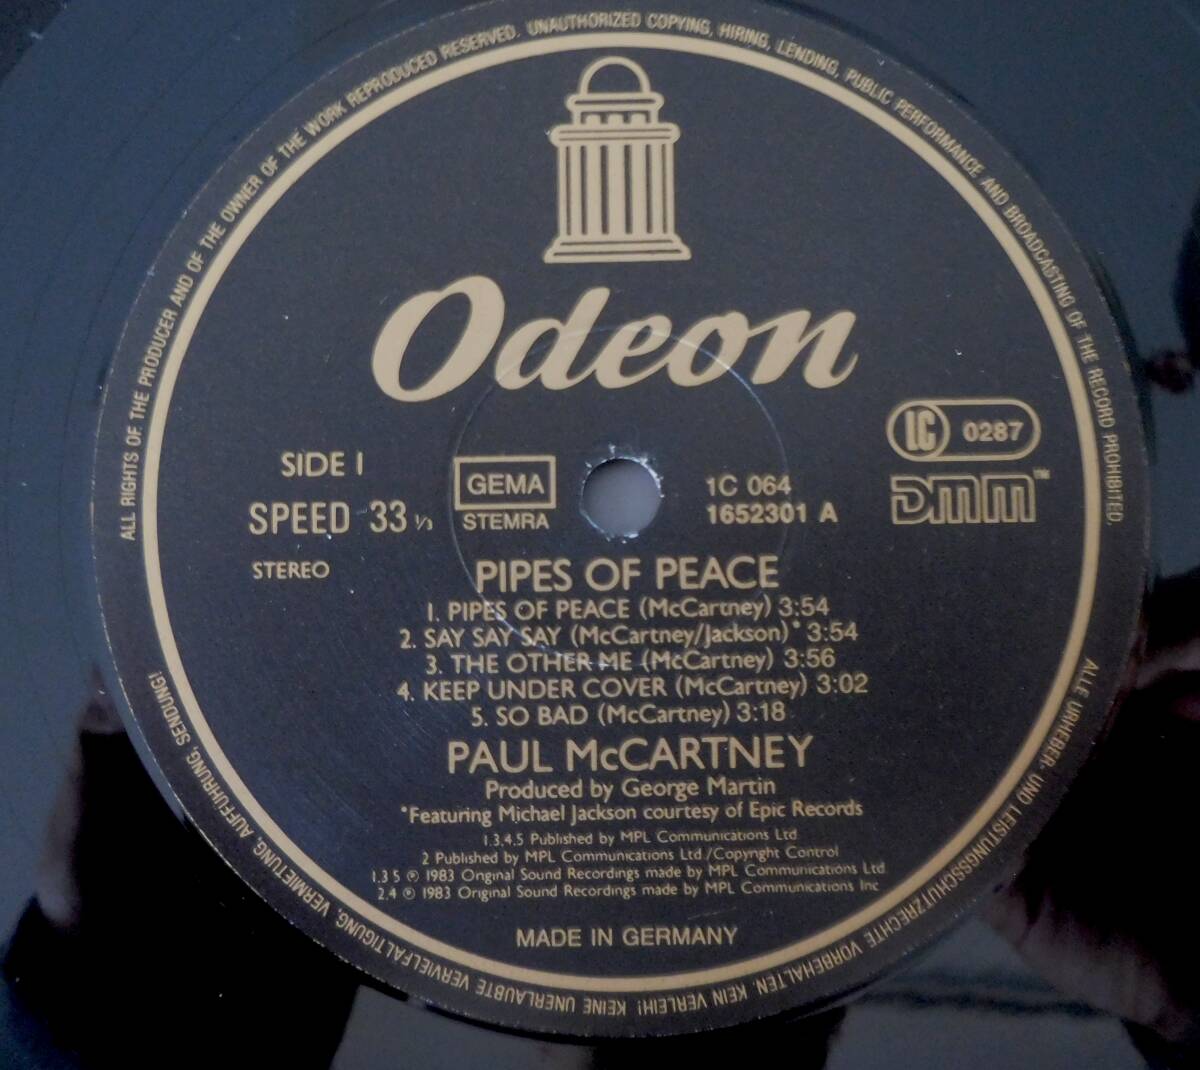 ALL RIGHTS OF THE PRODUCER AND OF THE OWNER OF THE WORK REPRODUCED RESERVED. UNAUTHORIZED COPYING, HIRING, LENDING, PUBLIC PERFORMANCE AND BROADCASTING OF THE RECORD PROHIBITED.
Odeon
LC 0287
SIDE 1
GEMA
1C 064
DMM™
SPEED 33 1/3
STEMRA
1652301 A
STEREO
PIPES OF PEACE
1. PIPES OF PEACE (McCartney) 3:54
2. SAY SAY SAY (McCartney/Jackson)* 3:54
3. THE OTHER ME (McCartney) 3:56
4. KEEP UNDER COVER (McCartney) 3:02
5. SO BAD (McCartney) 3:18
PAUL McCARTNEY
Produced by George Martin
*Featuring Michael Jackson courtesy of Epic Records
1.3.4.5 Published by MPL Communications Ltd
2 Published by MPL Communications Ltd /Copyright Control
1.3 5 ℗ 1983 Original Sound Recordings made by MPL Communications Ltd.
2.4 ℗ 1983 Original Sound Recordings made by MPL Communications Inc
MADE IN GERMANY
ALLE URHEBER- UND LEISTUNGSSCHUTZRECHTE VORBEHALTEN. KEIN VERLEIH! KEINE UNERLAUBTE VERVIELFÄLTIGUNG, VERMIETUNG, AUFFÜHRUNG, SENDUNG!